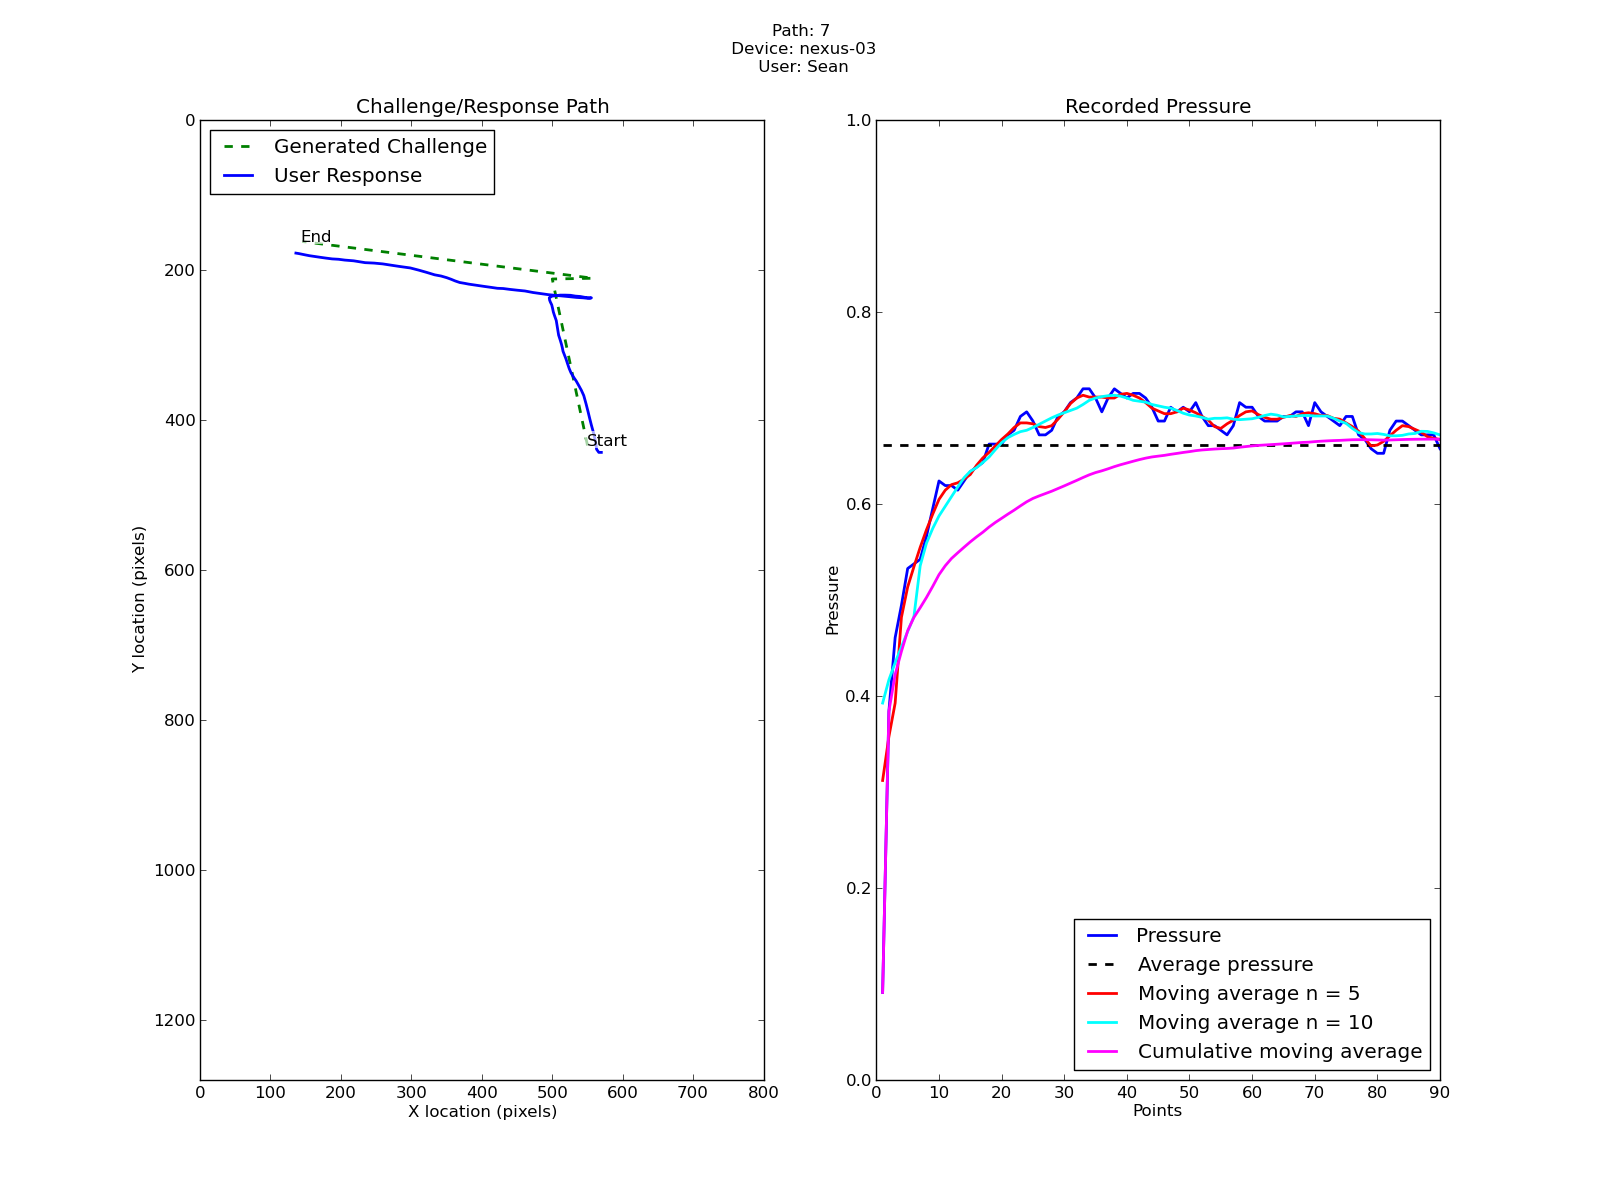 Path: 7
Device: nexus-03
User: Sean
Challenge/Response Path
0
200
400
600
800
1000
1200
Y location (pixels)
Generated Challenge
User Response
End
Start
0 100 200 300 400 500 600 700 800
X location (pixels)
Recorded Pressure
1.0
0.8
0.6
0.4
0.2
0.0
Pressure
Pressure
Average pressure
Moving average n = 5
Moving average n = 10
Cumulative moving average
0 10 20 30 40 50 60 70 80 90
Points